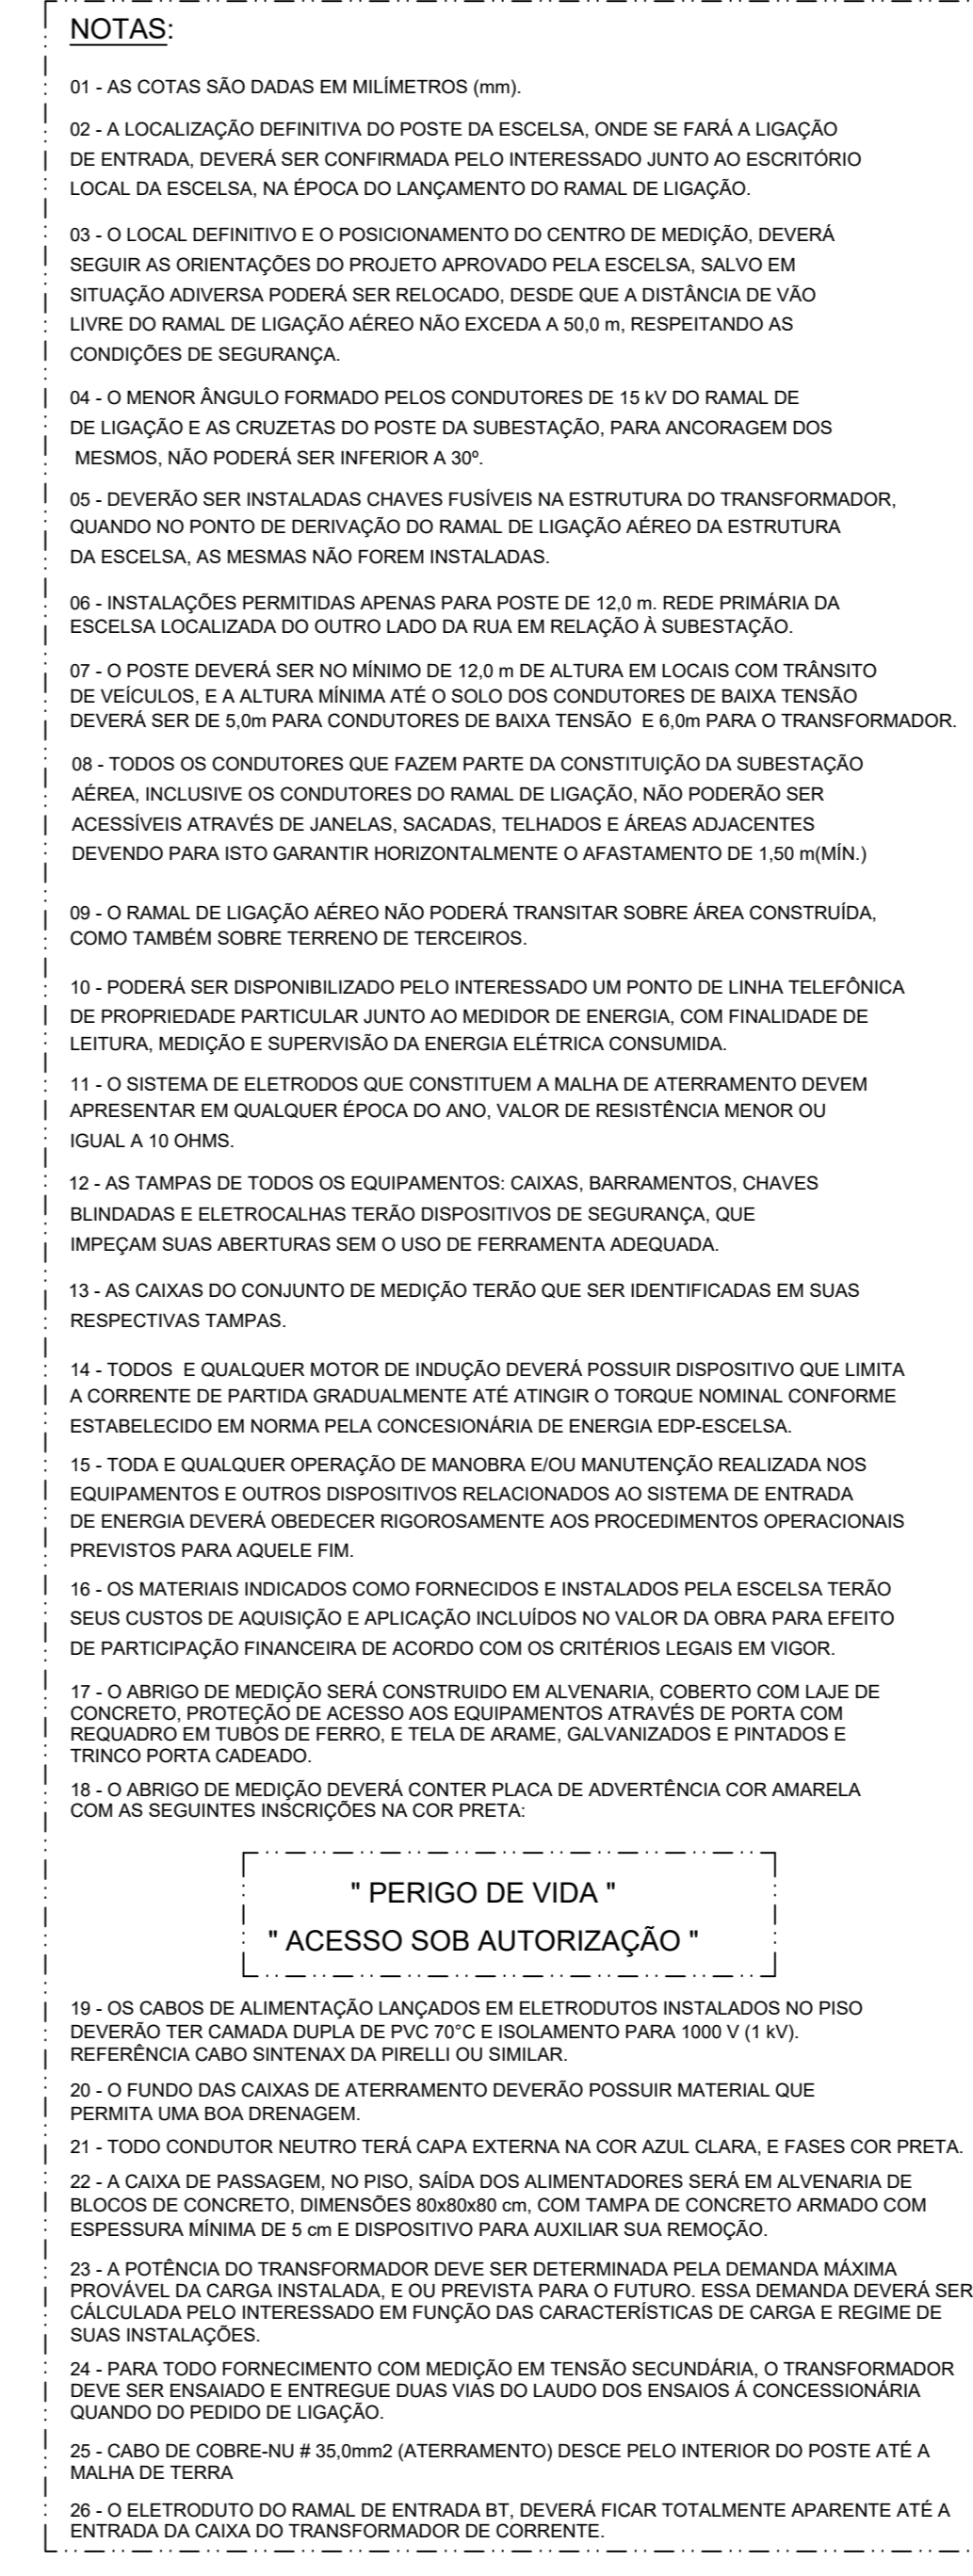 NOTAS:
01 - AS COTAS SÃO DADAS EM MILÍMETROS (mm).
02 - A LOCALIZAÇÃO DEFINITIVA DO POSTE DA ESCELSA, ONDE SE FARÁ A LIGAÇÃO
DE ENTRADA, DEVERÁ SER CONFIRMADA PELO INTERESSADO JUNTO AO ESCRITÓRIO
LOCAL DA ESCELSA, NA ÉPOCA DO LANÇAMENTO DO RAMAL DE LIGAÇÃO.
03 - O LOCAL DEFINITIVO E O POSICIONAMENTO DO CENTRO DE MEDIÇÃO, DEVERÁ
SEGUIR AS ORIENTAÇÕES DO PROJETO APROVADO PELA ESCELSA, SALVO EM
SITUAÇÃO ADIVERSA PODERÁ SER RELOCADO, DESDE QUE A DISTÂNCIA DE VÃO
LIVRE DO RAMAL DE LIGAÇÃO AÉREO NÃO EXCEDA A 50,0 m, RESPEITANDO AS
CONDIÇÕES DE SEGURANÇA.
04 - O MENOR ÂNGULO FORMADO PELOS CONDUTORES DE 15 kV DO RAMAL DE
DE LIGAÇÃO E AS CRUZETAS DO POSTE DA SUBESTAÇÃO, PARA ANCORAGEM DOS
MESMOS, NÃO PODERÁ SER INFERIOR A 30º.
05 - DEVERÃO SER INSTALADAS CHAVES FUSÍVEIS NA ESTRUTURA DO TRANSFORMADOR,
QUANDO NO PONTO DE DERIVAÇÃO DO RAMAL DE LIGAÇÃO AÉREO DA ESTRUTURA
DA ESCELSA, AS MESMAS NÃO FOREM INSTALADAS.
06 - INSTALAÇÕES PERMITIDAS APENAS PARA POSTE DE 12,0 m. REDE PRIMÁRIA DA
ESCELSA LOCALIZADA DO OUTRO LADO DA RUA EM RELAÇÃO À SUBESTAÇÃO.
07 - O POSTE DEVERÁ SER NO MÍNIMO DE 12,0 m DE ALTURA EM LOCAIS COM TRÂNSITO
DE VEÍCULOS, E A ALTURA MÍNIMA ATÉ O SOLO DOS CONDUTORES DE BAIXA TENSÃO
DEVERÁ SER DE 5,0m PARA CONDUTORES DE BAIXA TENSÃO E 6,0m PARA O TRANSFORMADOR.
08 - TODOS OS CONDUTORES QUE FAZEM PARTE DA CONSTITUIÇÃO DA SUBESTAÇÃO
AÉREA, INCLUSIVE OS CONDUTORES DO RAMAL DE LIGAÇÃO, NÃO PODERÃO SER
ACESSÍVEIS ATRAVÉS DE JANELAS, SACADAS, TELHADOS E ÁREAS ADJACENTES
DEVENDO PARA ISTO GARANTIR HORIZONTALMENTE O AFASTAMENTO DE 1,50 m(MÍN.)
09 - O RAMAL DE LIGAÇÃO AÉREO NÃO PODERÁ TRANSITAR SOBRE ÁREA CONSTRUÍDA,
COMO TAMBÉM SOBRE TERRENO DE TERCEIROS.
10 - PODERÁ SER DISPONIBILIZADO PELO INTERESSADO UM PONTO DE LINHA TELEFÔNICA
DE PROPRIEDADE PARTICULAR JUNTO AO MEDIDOR DE ENERGIA, COM FINALIDADE DE
LEITURA, MEDIÇÃO E SUPERVISÃO DA ENERGIA ELÉTRICA CONSUMIDA.
11 - O SISTEMA DE ELETRODOS QUE CONSTITUEM A MALHA DE ATERRAMENTO DEVEM
APRESENTAR EM QUALQUER ÉPOCA DO ANO, VALOR DE RESISTÊNCIA MENOR OU
IGUAL A 10 OHMS.
12 - AS TAMPAS DE TODOS OS EQUIPAMENTOS: CAIXAS, BARRAMENTOS, CHAVES
BLINDADAS E ELETROCALHAS TERÃO DISPOSITIVOS DE SEGURANÇA, QUE
IMPEÇAM SUAS ABERTURAS SEM O USO DE FERRAMENTA ADEQUADA.
13 - AS CAIXAS DO CONJUNTO DE MEDIÇÃO TERÃO QUE SER IDENTIFICADAS EM SUAS
RESPECTIVAS TAMPAS.
14 - TODOS E QUALQUER MOTOR DE INDUÇÃO DEVERÁ POSSUIR DISPOSITIVO QUE LIMITA
A CORRENTE DE PARTIDA GRADUALMENTE ATÉ ATINGIR O TORQUE NOMINAL CONFORME
ESTABELECIDO EM NORMA PELA CONCESIONÁRIA DE ENERGIA EDP-ESCELSA.
15 - TODA E QUALQUER OPERAÇÃO DE MANOBRA E/OU MANUTENÇÃO REALIZADA NOS
EQUIPAMENTOS E OUTROS DISPOSITIVOS RELACIONADOS AO SISTEMA DE ENTRADA
DE ENERGIA DEVERÁ OBEDECER RIGOROSAMENTE AOS PROCEDIMENTOS OPERACIONAIS
PREVISTOS PARA AQUELE FIM.
16 - OS MATERIAIS INDICADOS COMO FORNECIDOS E INSTALADOS PELA ESCELSA TERÃO
SEUS CUSTOS DE AQUISIÇÃO E APLICAÇÃO INCLUÍDOS NO VALOR DA OBRA PARA EFEITO
DE PARTICIPAÇÃO FINANCEIRA DE ACORDO COM OS CRITÉRIOS LEGAIS EM VIGOR.
17 - O ABRIGO DE MEDIÇÃO SERÁ CONSTRUIDO EM ALVENARIA, COBERTO COM LAJE DE
CONCRETO, PROTEÇÃO DE ACESSO AOS EQUIPAMENTOS ATRAVÉS DE PORTA COM
REQUADRO EM TUBOS DE FERRO, E TELA DE ARAME, GALVANIZADOS E PINTADOS E
TRINCO PORTA CADEADO.
18 - O ABRIGO DE MEDIÇÃO DEVERÁ CONTER PLACA DE ADVERTÊNCIA COR AMARELA
COM AS SEGUINTES INSCRIÇÕES NA COR PRETA:
" PERIGO DE VIDA "
" ACESSO SOB AUTORIZAÇÃO "
19 - OS CABOS DE ALIMENTAÇÃO LANÇADOS EM ELETRODUTOS INSTALADOS NO PISO
DEVERÃO TER CAMADA DUPLA DE PVC 70°C E ISOLAMENTO PARA 1000 V (1 kV).
REFERÊNCIA CABO SINTENAX DA PIRELLI OU SIMILAR.
20 - O FUNDO DAS CAIXAS DE ATERRAMENTO DEVERÃO POSSUIR MATERIAL QUE
PERMITA UMA BOA DRENAGEM.
21 - TODO CONDUTOR NEUTRO TERÁ CAPA EXTERNA NA COR AZUL CLARA, E FASES COR PRETA.
22 - A CAIXA DE PASSAGEM, NO PISO, SAÍDA DOS ALIMENTADORES SERÁ EM ALVENARIA DE
BLOCOS DE CONCRETO, DIMENSÕES 80x80x80 cm, COM TAMPA DE CONCRETO ARMADO COM
ESPESSURA MÍNIMA DE 5 cm E DISPOSITIVO PARA AUXILIAR SUA REMOÇÃO.
23 - A POTÊNCIA DO TRANSFORMADOR DEVE SER DETERMINADA PELA DEMANDA MÁXIMA
PROVÁVEL DA CARGA INSTALADA, E OU PREVISTA PARA O FUTURO. ESSA DEMANDA DEVERÁ SER
CÁLCULADA PELO INTERESSADO EM FUNÇÃO DAS CARACTERÍSTICAS DE CARGA E REGIME DE
SUAS INSTALAÇÕES.
24 - PARA TODO FORNECIMENTO COM MEDIÇÃO EM TENSÃO SECUNDÁRIA, O TRANSFORMADOR
DEVE SER ENSAIADO E ENTREGUE DUAS VIAS DO LAUDO DOS ENSAIOS Á CONCESSIONÁRIA
QUANDO DO PEDIDO DE LIGAÇÃO.
25 - CABO DE COBRE-NU # 35,0mm2 (ATERRAMENTO) DESCE PELO INTERIOR DO POSTE ATÉ A
MALHA DE TERRA
26 - O ELETRODUTO DO RAMAL DE ENTRADA BT, DEVERÁ FICAR TOTALMENTE APARENTE ATÉ A
ENTRADA DA CAIXA DO TRANSFORMADOR DE CORRENTE.